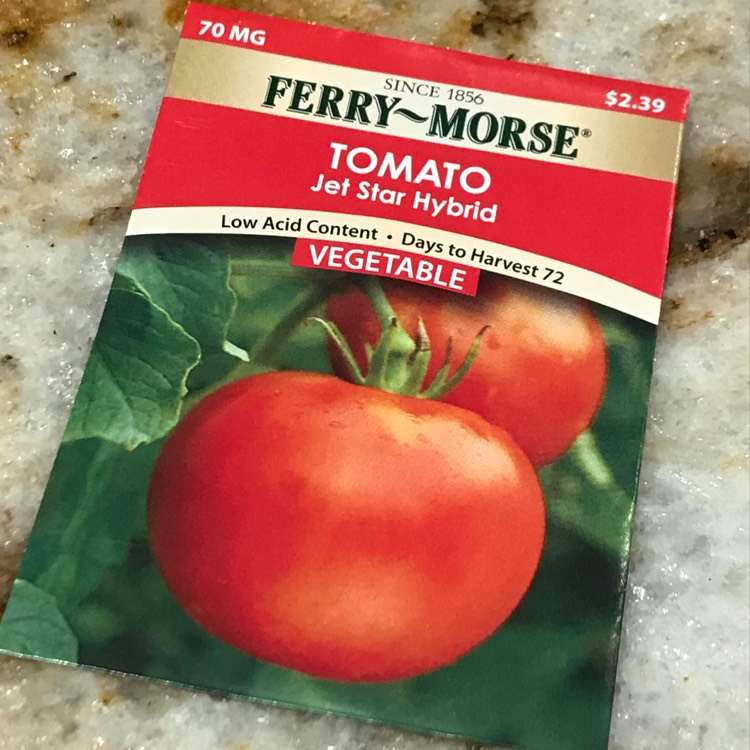 70 MG
$2.39
SINCE 1856
FERRY~MORSE®
TOMATO
Jet Star Hybrid
Low Acid Content • Days to Harvest 72
VEGETABLE